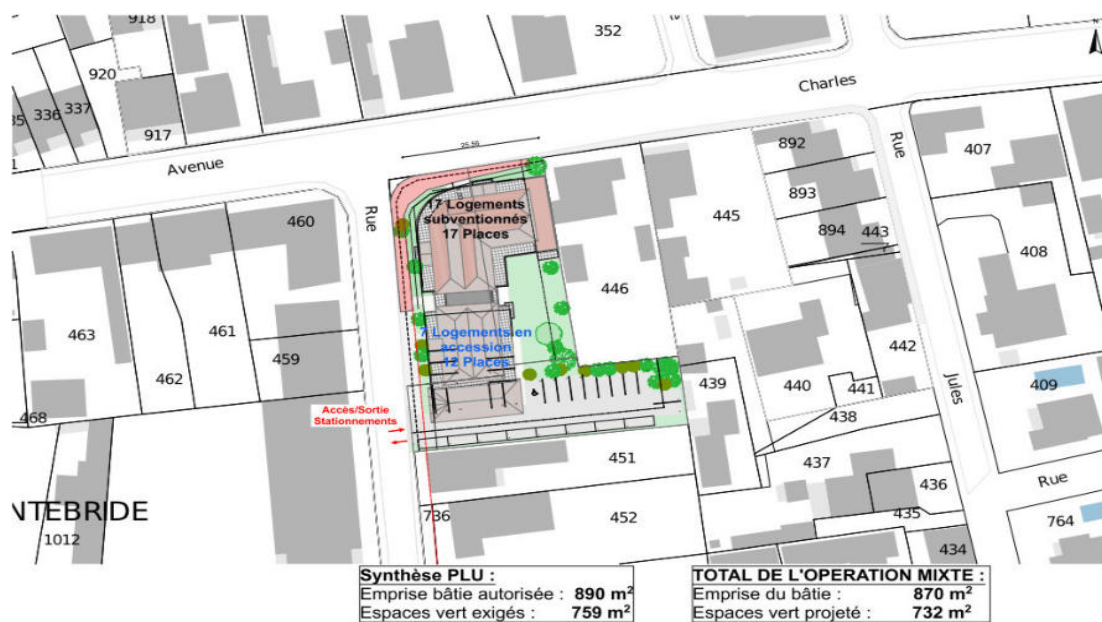 918
352
920
Charles
336
337
917
Avenue
25,50
892
Rue
407
893
894
443
460
Rue
17 Logements
subventionnés
17 Places
445
408
446
463
461
7 Logements en
accession
12 Places
459
442
462
439
440
441
Jules
409
438
468
Accès/Sortie
Stationnements
451
437
436
Rue
NTEBRIDE
736
452
435
764
1012
434
Synthèse PLU :
Emprise bâtie autorisée : 890 m²
Espaces vert exigés : 759 m²
TOTAL DE L'OPERATION MIXTE :
Emprise du bâtie : 870 m²
Espaces vert projeté : 732 m²